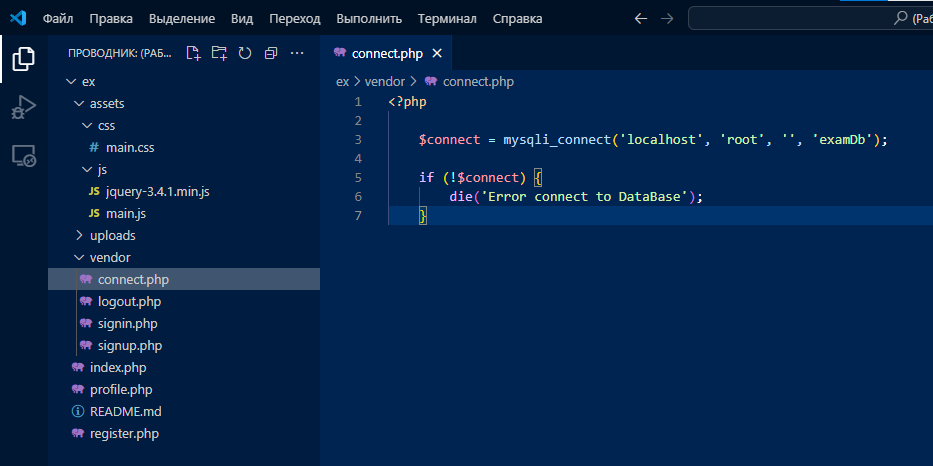 Файл Правка Выделение Вид Переход Выполнить Терминал Справка (Раб
ПРОВОДНИК: (РАБ...
ex
assets
css
# main.css
js
JS jquery-3.4.1.min.js
JS main.js
uploads
vendor
connect.php
logout.php
signin.php
signup.php
index.php
profile.php
README.md
register.php
connect.php
ex > vendor > connect.php
1 <?php
2
3 $connect = mysqli_connect('localhost', 'root', '', 'examDb');
4
5 if (!$connect) {
6 die('Error connect to DataBase');
7 }